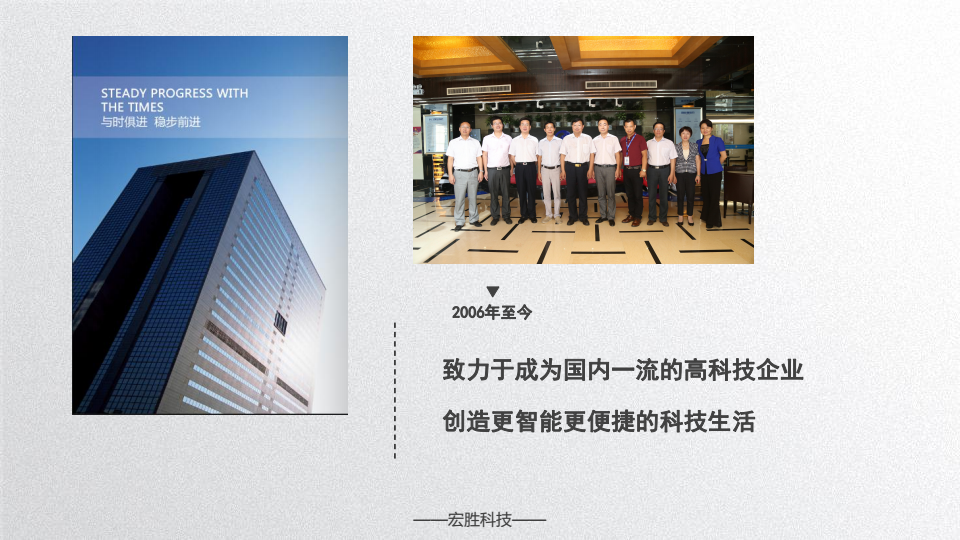 STEADY PROGRESS WITH
THE TIMES
与时俱进 稳步前进
2006年至今
致力于成为国内一流的高科技企业
创造更智能更便捷的科技生活
——宏胜科技——